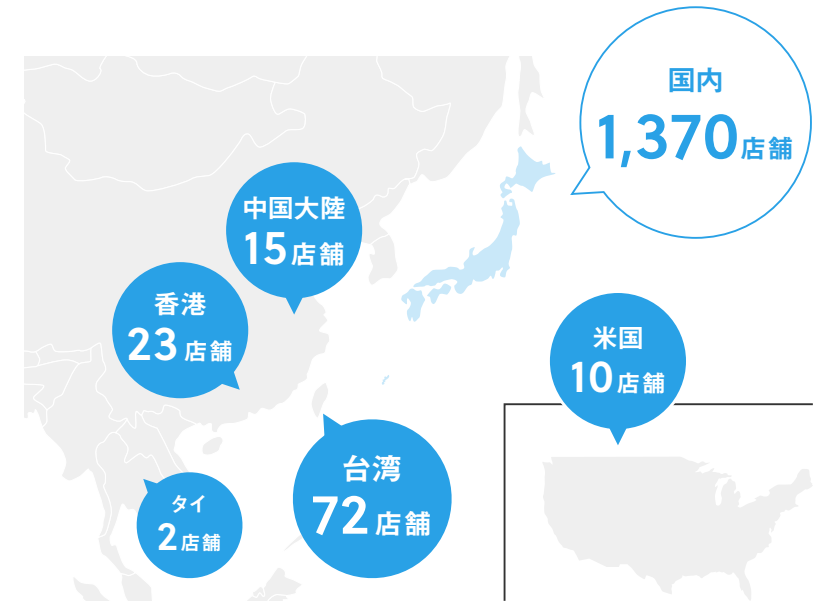 国内
1,370店舗
中国大陸
15店舗
香港
23店舗
米国
10店舗
台湾
72店舗
タイ
2店舗